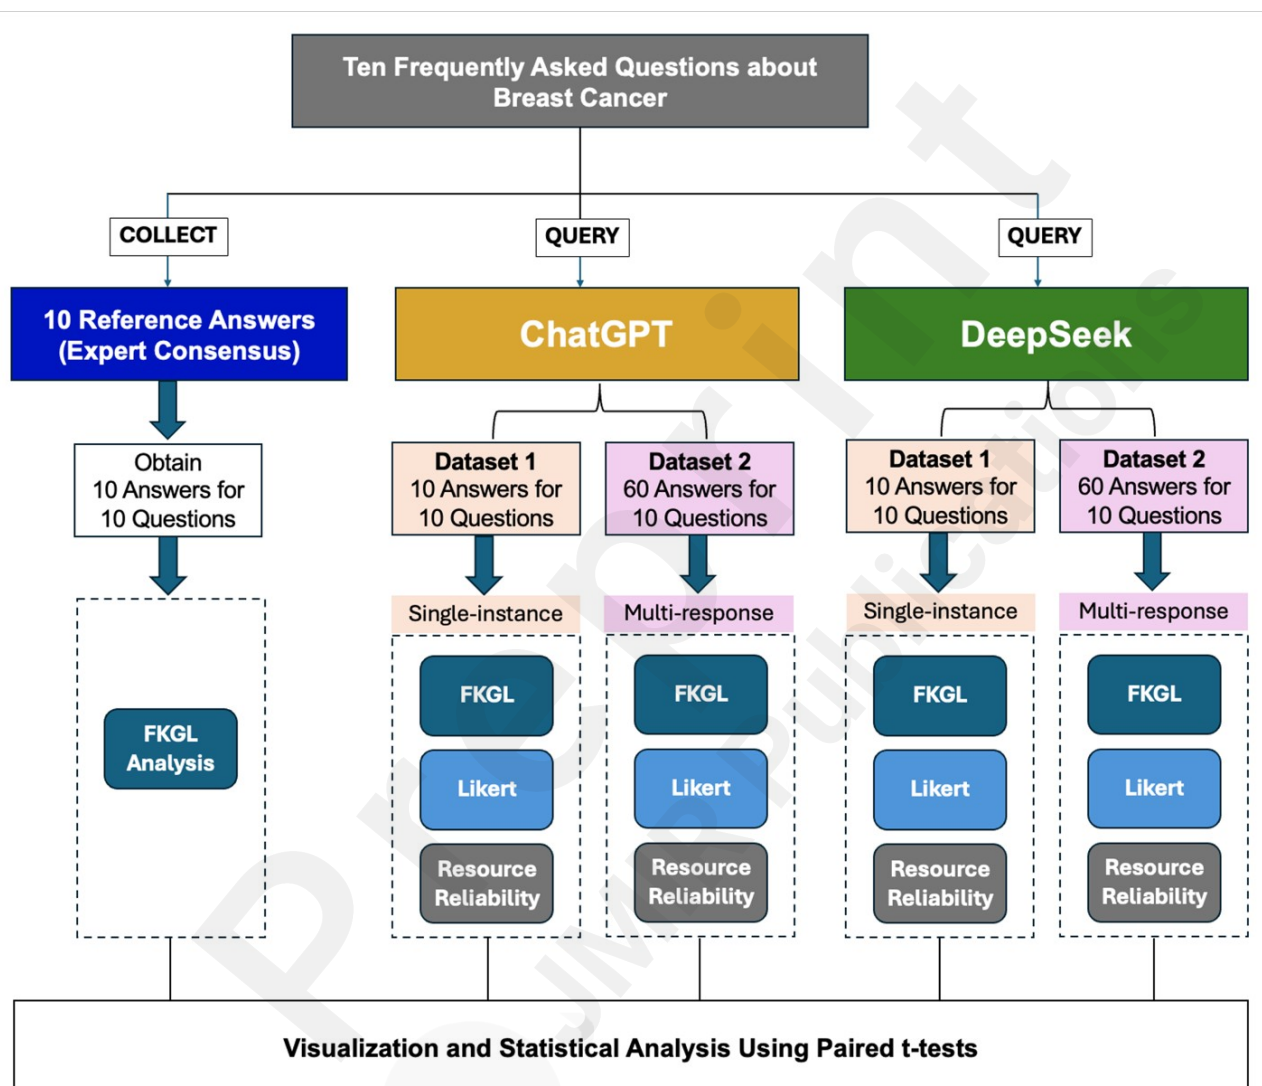 Ten Frequently Asked Questions about
Breast Cancer
COLLECT
QUERY
QUERY
10 Reference Answers
(Expert Consensus)
ChatGPT
DeepSeek
Obtain
10 Answers for
10 Questions
Dataset 1
10 Answers for
10 Questions
Dataset 2
60 Answers for
10 Questions
Dataset 1
10 Answers for
10 Questions
Dataset 2
60 Answers for
10 Questions
Single-instance
Multi-response
Single-instance
Multi-response
FKGL
Analysis
FKGL
Likert
Resource
Reliability
FKGL
Likert
Resource
Reliability
FKGL
Likert
Resource
Reliability
FKGL
Likert
Resource
Reliability
Visualization and Statistical Analysis Using Paired t-tests
Preprint
JMIR Publications